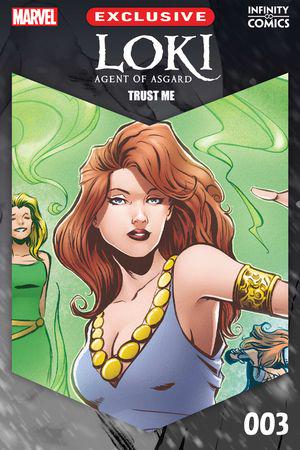 MARVEL
EXCLUSIVE
INFINITY
COMICS
LOKI
AGENT OF ASGARD
TRUST ME
003